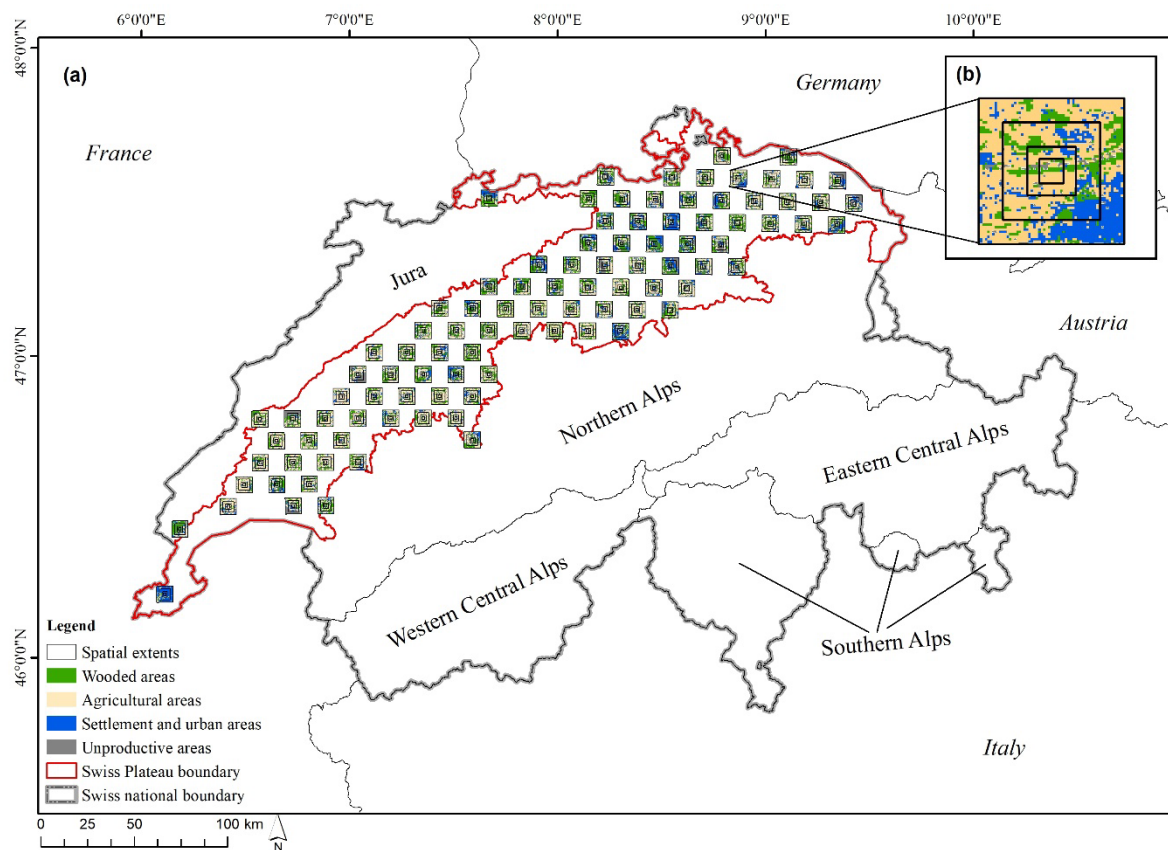 6°0'0"E 7°0'0"E 8°0'0"E 9°0'0"E 10°0'0"E
48°0'0"N
47°0'0"N
46°0'0"N
(a)
(b)
Germany
France
Jura
Austria
Northern Alps
Eastern Central Alps
Western Central Alps
Southern Alps
Italy
Legend
Spatial extents
Wooded areas
Agricultural areas
Settlement and urban areas
Unproductive areas
Swiss Plateau boundary
Swiss national boundary
0 25 50 100 km
N